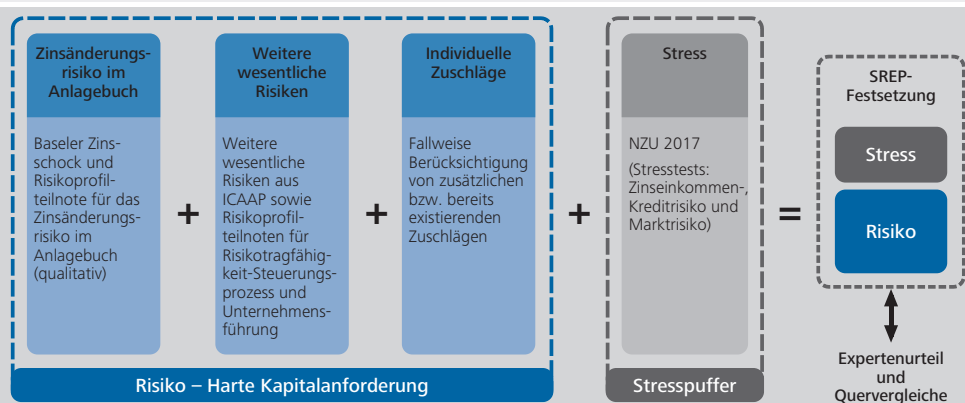 Zinsänderungs-
risiko im
Anlagebuch
Baseler Zins-
schock und
Risikoprofil-
teilnote für das
Zinsänderungs-
risiko im
Anlagebuch
(qualitativ)
+
Weitere
wesentliche
Risiken
Weitere
wesentliche
Risiken aus
ICAAP sowie
Risikoprofil-
teilnoten für
Risikotragfähig-
keit-Steuerungs-
prozess und
Unternehmens-
führung
+
Individuelle
Zuschläge
Fallweise
Berücksichtigung
von zusätzlichen
bzw. bereits
existierenden
Zuschlägen
Risiko – Harte Kapitalanforderung
+
Stress
NZU 2017
(Stresstests:
Zinseinkommen-,
Kreditrisiko und
Marktrisiko)
Stresspuffer
=
SREP-
Festsetzung
Stress
Risiko
Expertenurteil
und
Quervergleiche